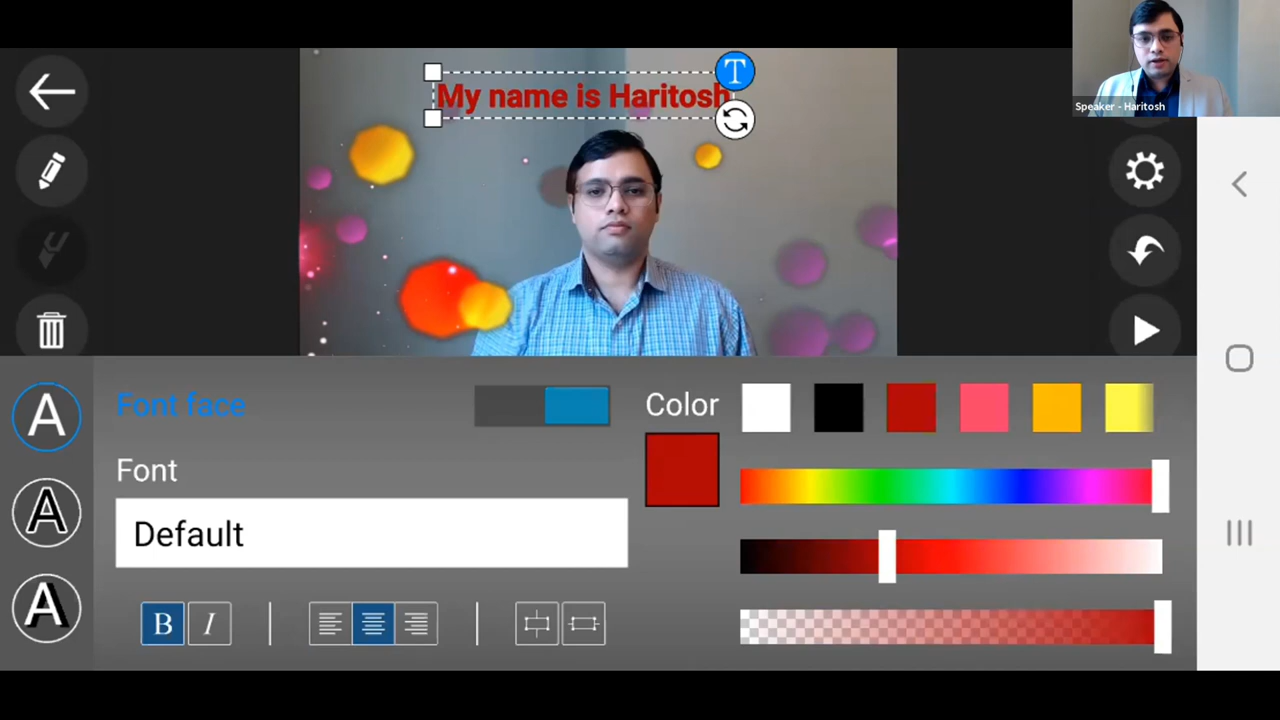 My name is Haritosh
T
Speaker - Haritosh
A
Font face
Color
Font
Default
A
A
B I